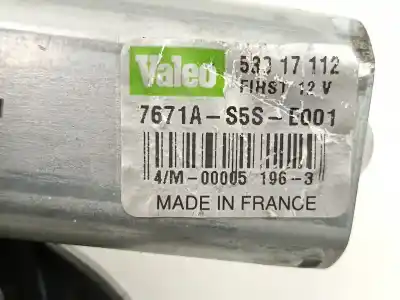 Valeo 530 17 112
FIHST 12 V
7671A-S5S-E001
4/M-00005 196-3
MADE IN FRANCE